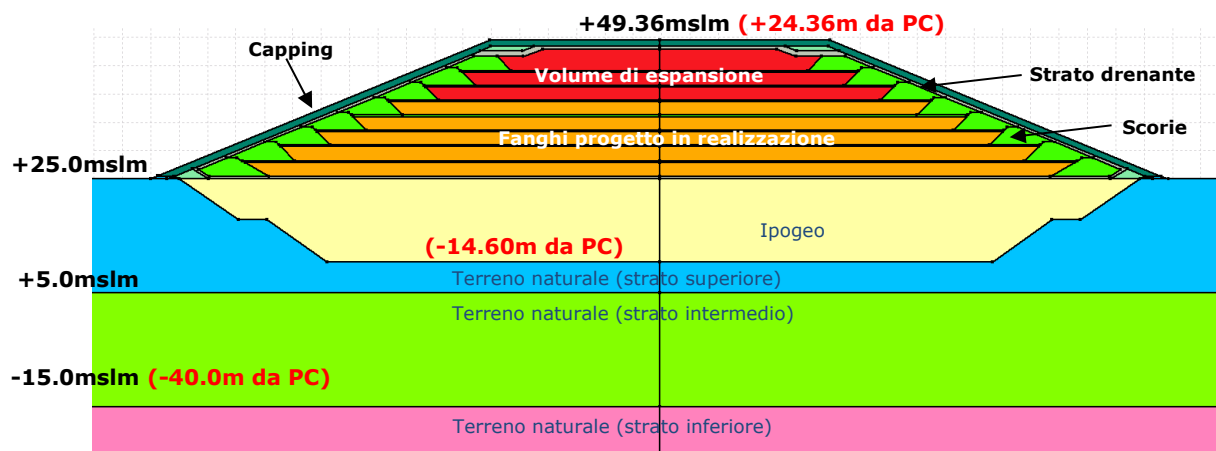 +49.36mslm (+24.36m da PC)
Capping
Volume di espansione
Strato drenante
Scorie
Fanghi progetto in realizzazione
+25.0mslm
Ipogeo
(-14.60m da PC)
+5.0mslm
Terreno naturale (strato superiore)
Terreno naturale (strato intermedio)
-15.0mslm (-40.0m da PC)
Terreno naturale (strato inferiore)